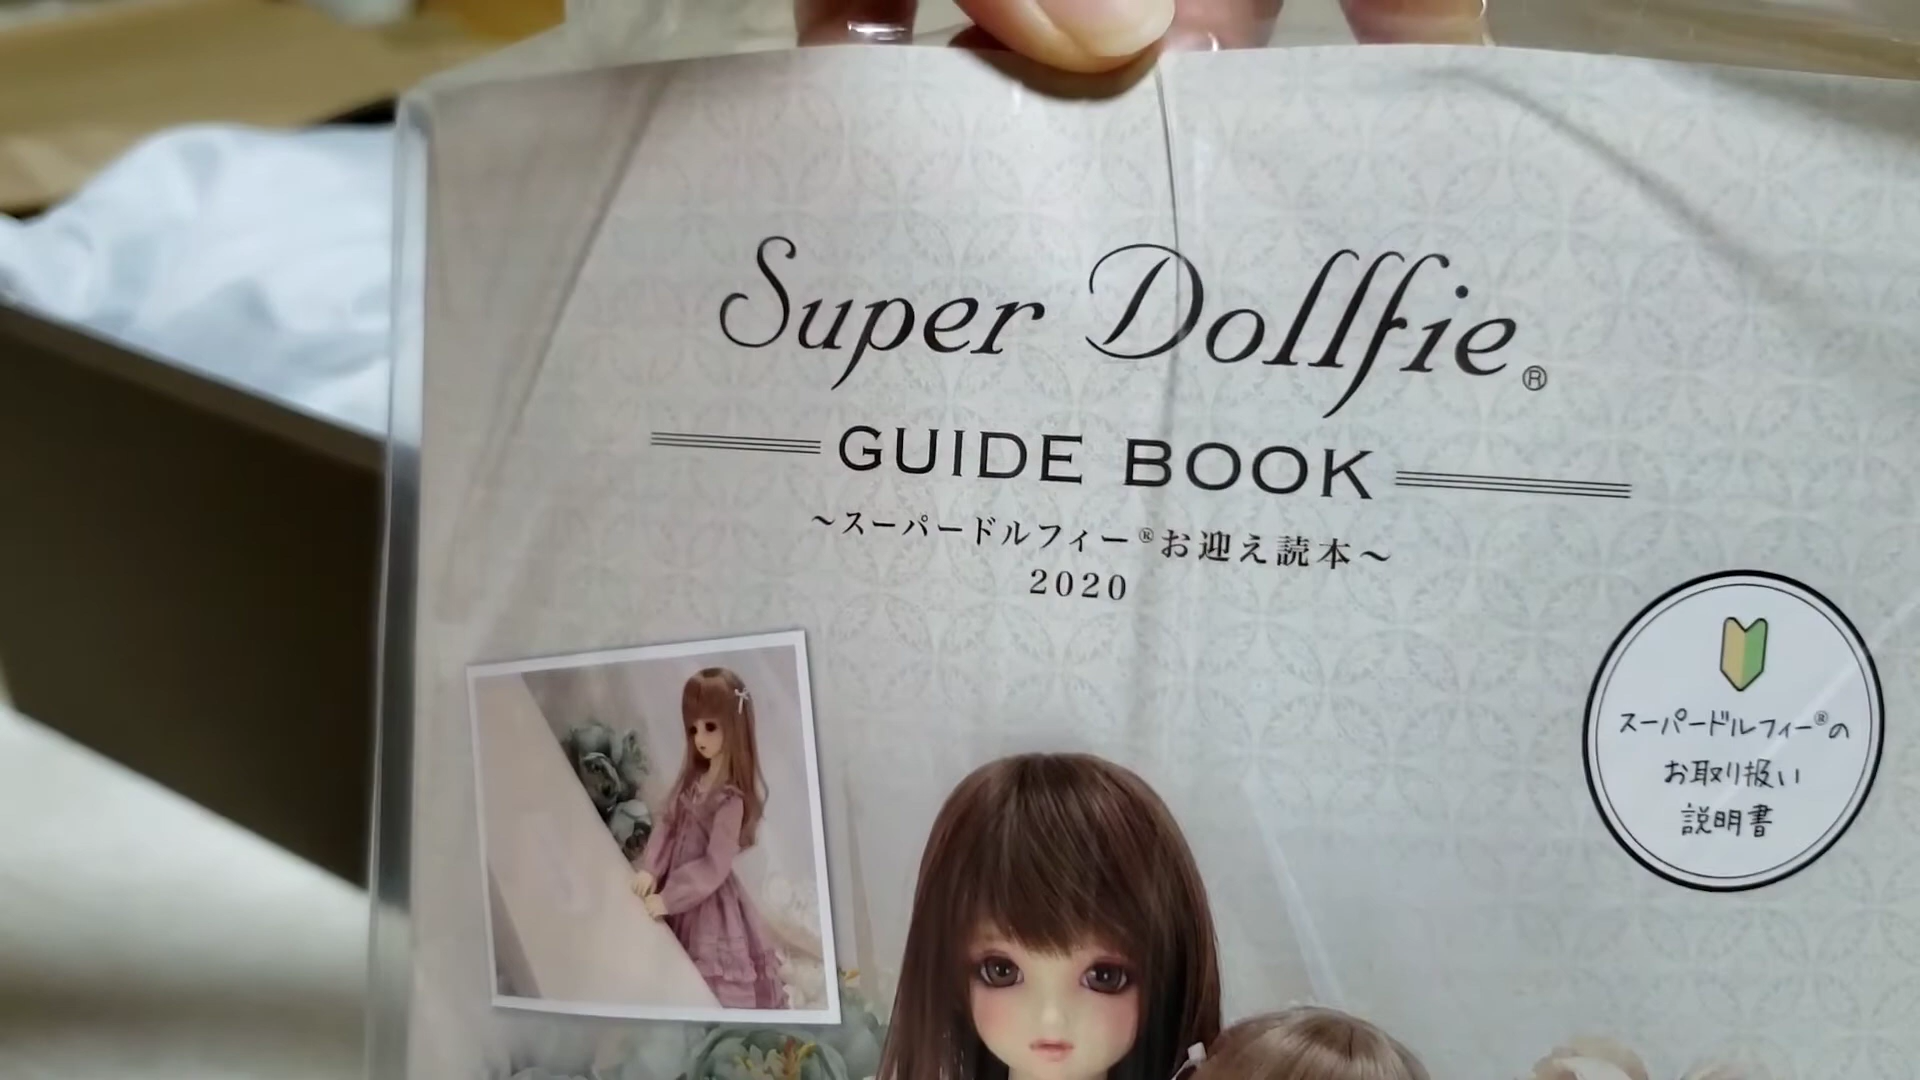 Super Dollfie®
GUIDE BOOK
～スーパードルフィー®お迎え読本～
2020
スーパードルフィー®の
お取り扱い
説明書